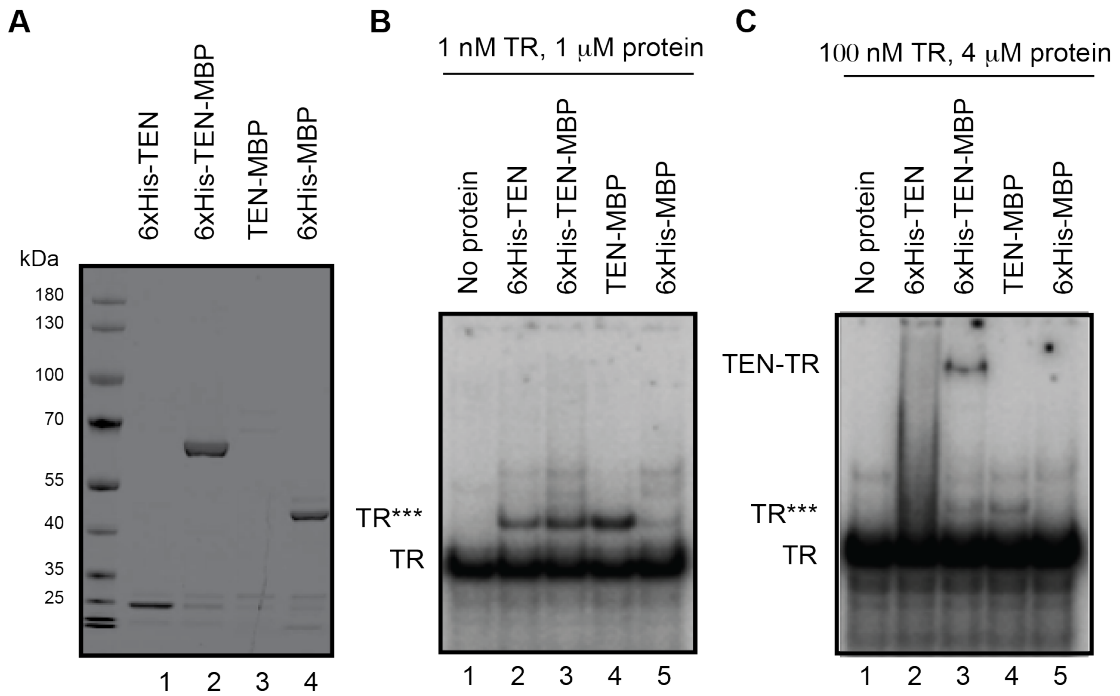 A
6xHis-TEN
6xHis-TEN-MBP
TEN-MBP
6xHis-MBP
kDa
180
130
100
70
55
40
35
25
1 2 3 4
B
1 nM TR, 1 μM protein
No protein
6xHis-TEN
6xHis-TEN-MBP
TEN-MBP
6xHis-MBP
TR***
TR
1 2 3 4 5
C
100 nM TR, 4 μM protein
No protein
6xHis-TEN
6xHis-TEN-MBP
TEN-MBP
6xHis-MBP
TEN-TR
TR***
TR
1 2 3 4 5